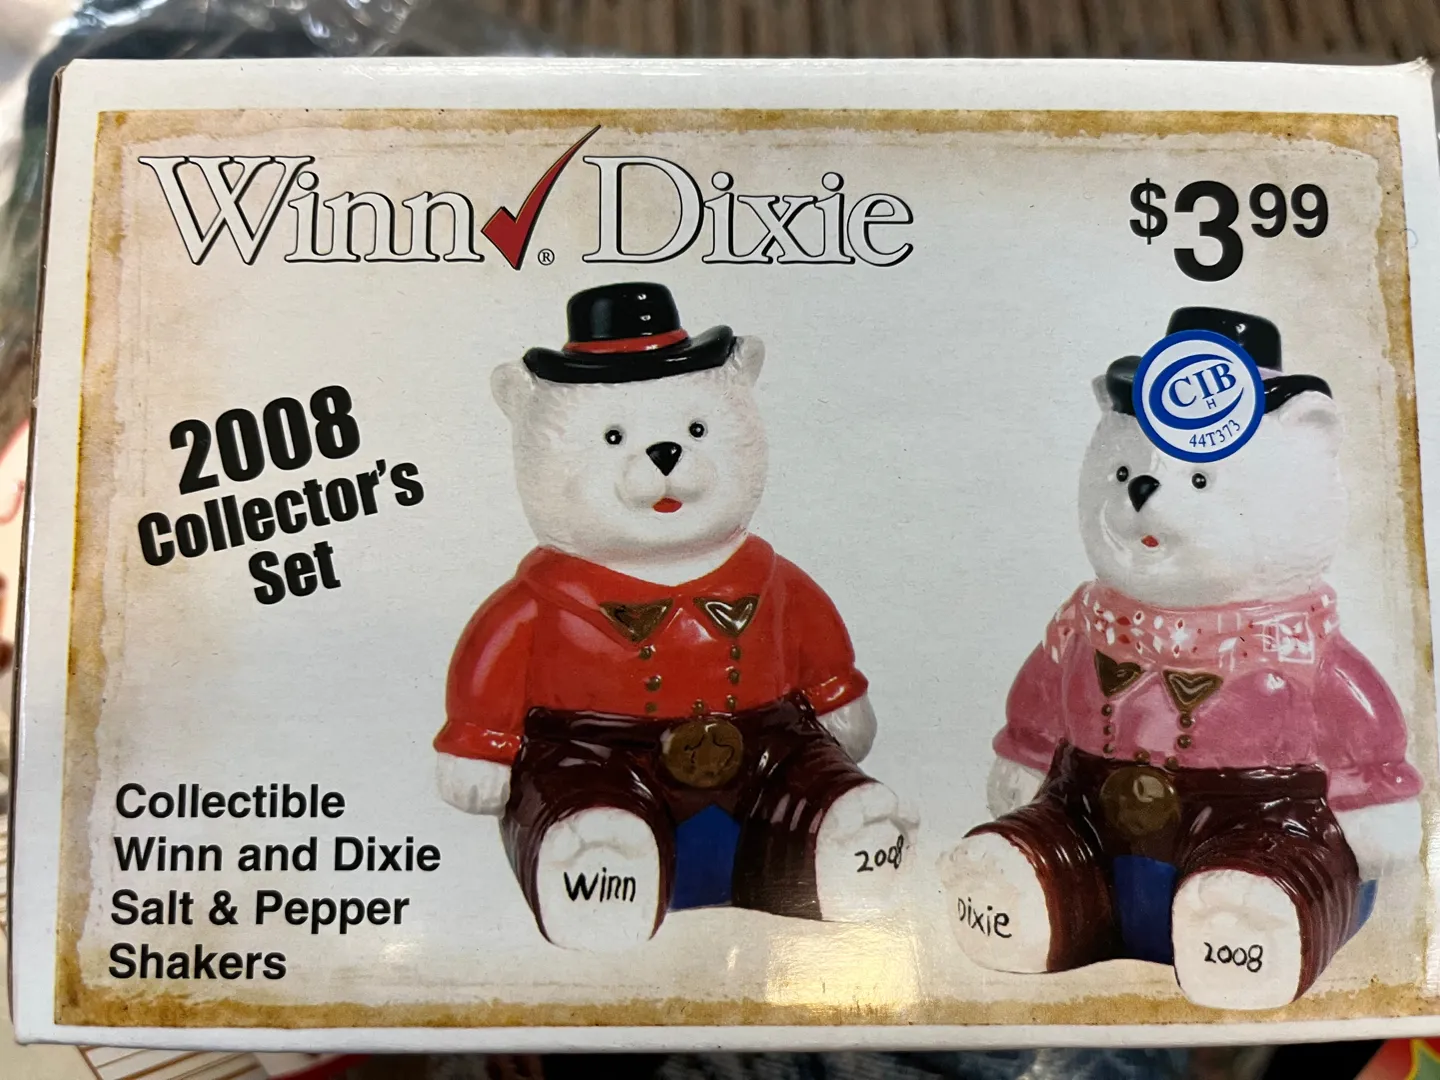 Winn Dixie
®
$3.99
2008
Collector's
Set
CIB
H
44T373
Collectible
Winn and Dixie
Salt & Pepper
Shakers
Winn
2008
Dixie
2008